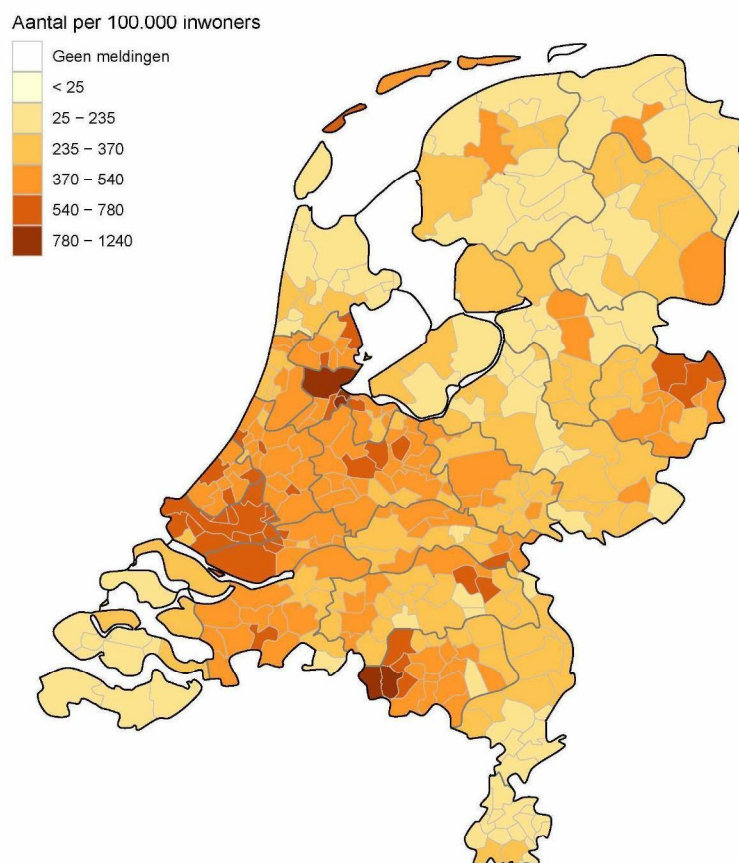 Aantal per 100.000 inwoners
Geen meldingen
< 25
25 – 235
235 – 370
370 – 540
540 – 780
780 – 1240